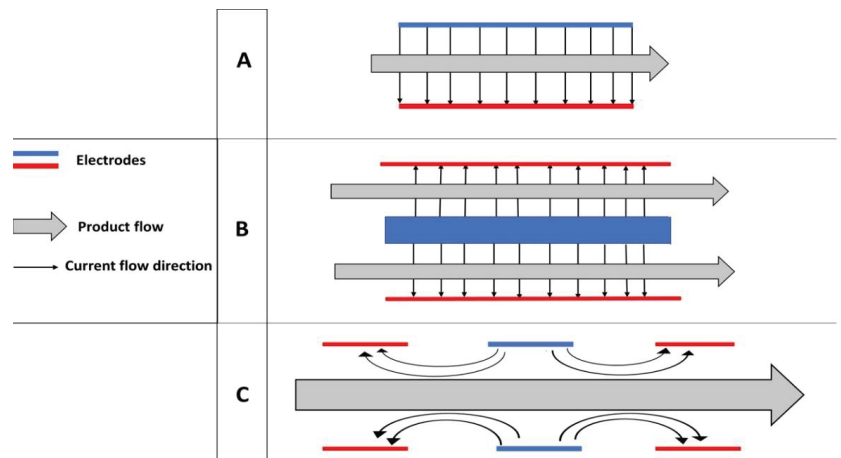 A
Electrodes
Product flow
B
Current flow direction
C